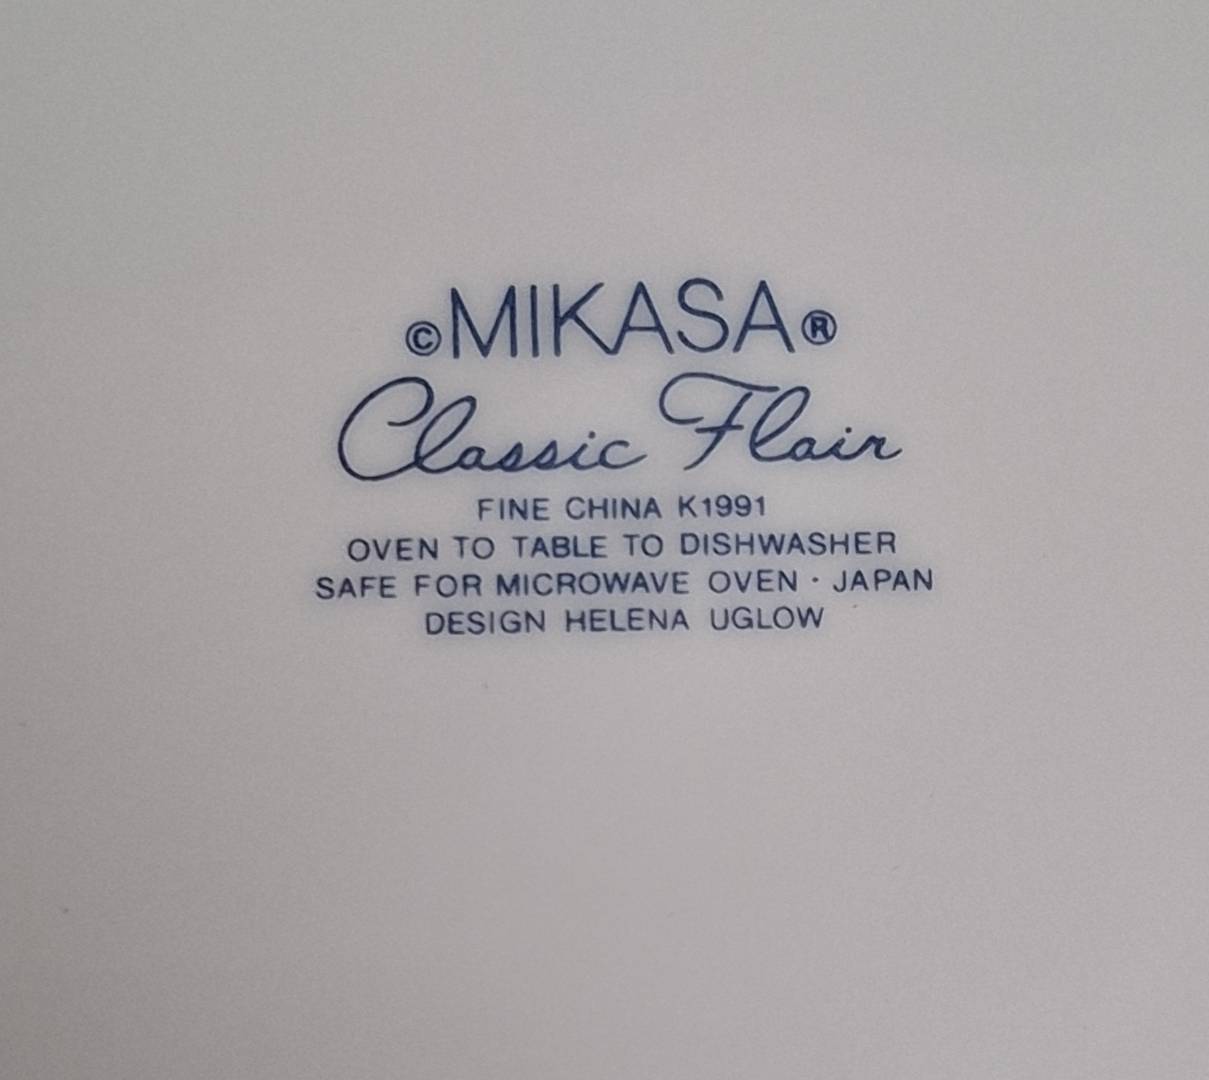 ©MIKASA®
Classic Flair
FINE CHINA K1991
OVEN TO TABLE TO DISHWASHER
SAFE FOR MICROWAVE OVEN · JAPAN
DESIGN HELENA UGLOW